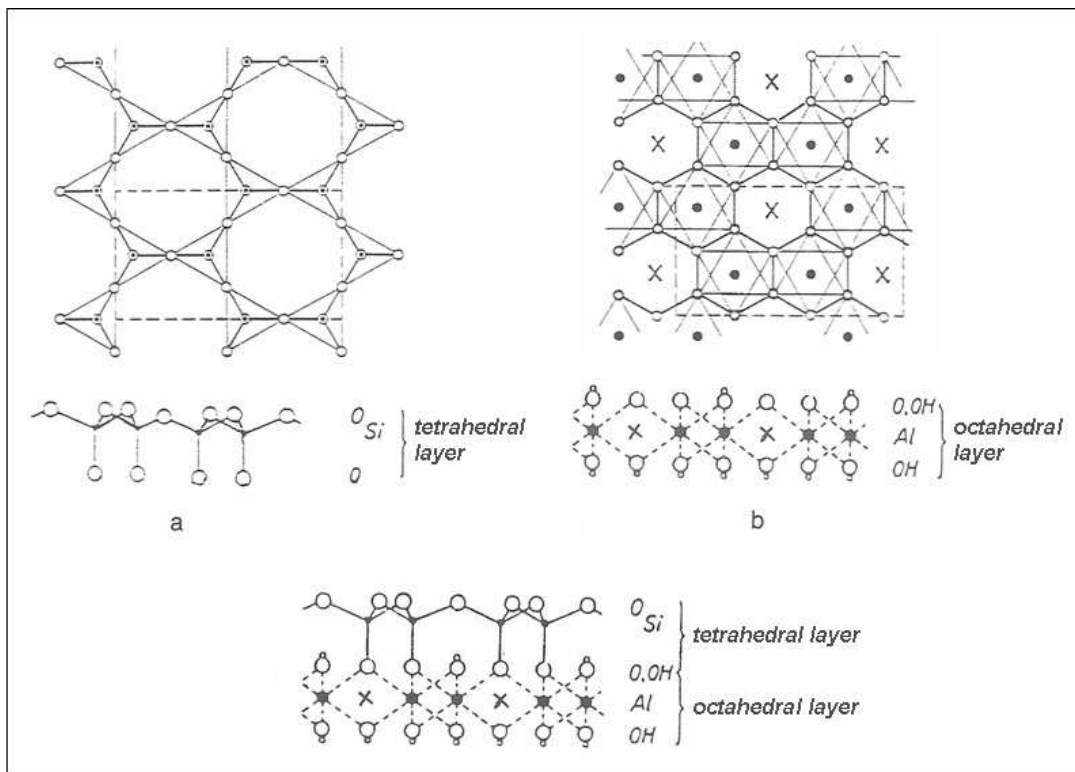 O
Si
O
tetrahedral
layer
a
O,OH
Al
OH
octahedral
layer
b
O
Si
O,OH
Al
OH
tetrahedral layer
octahedral layer